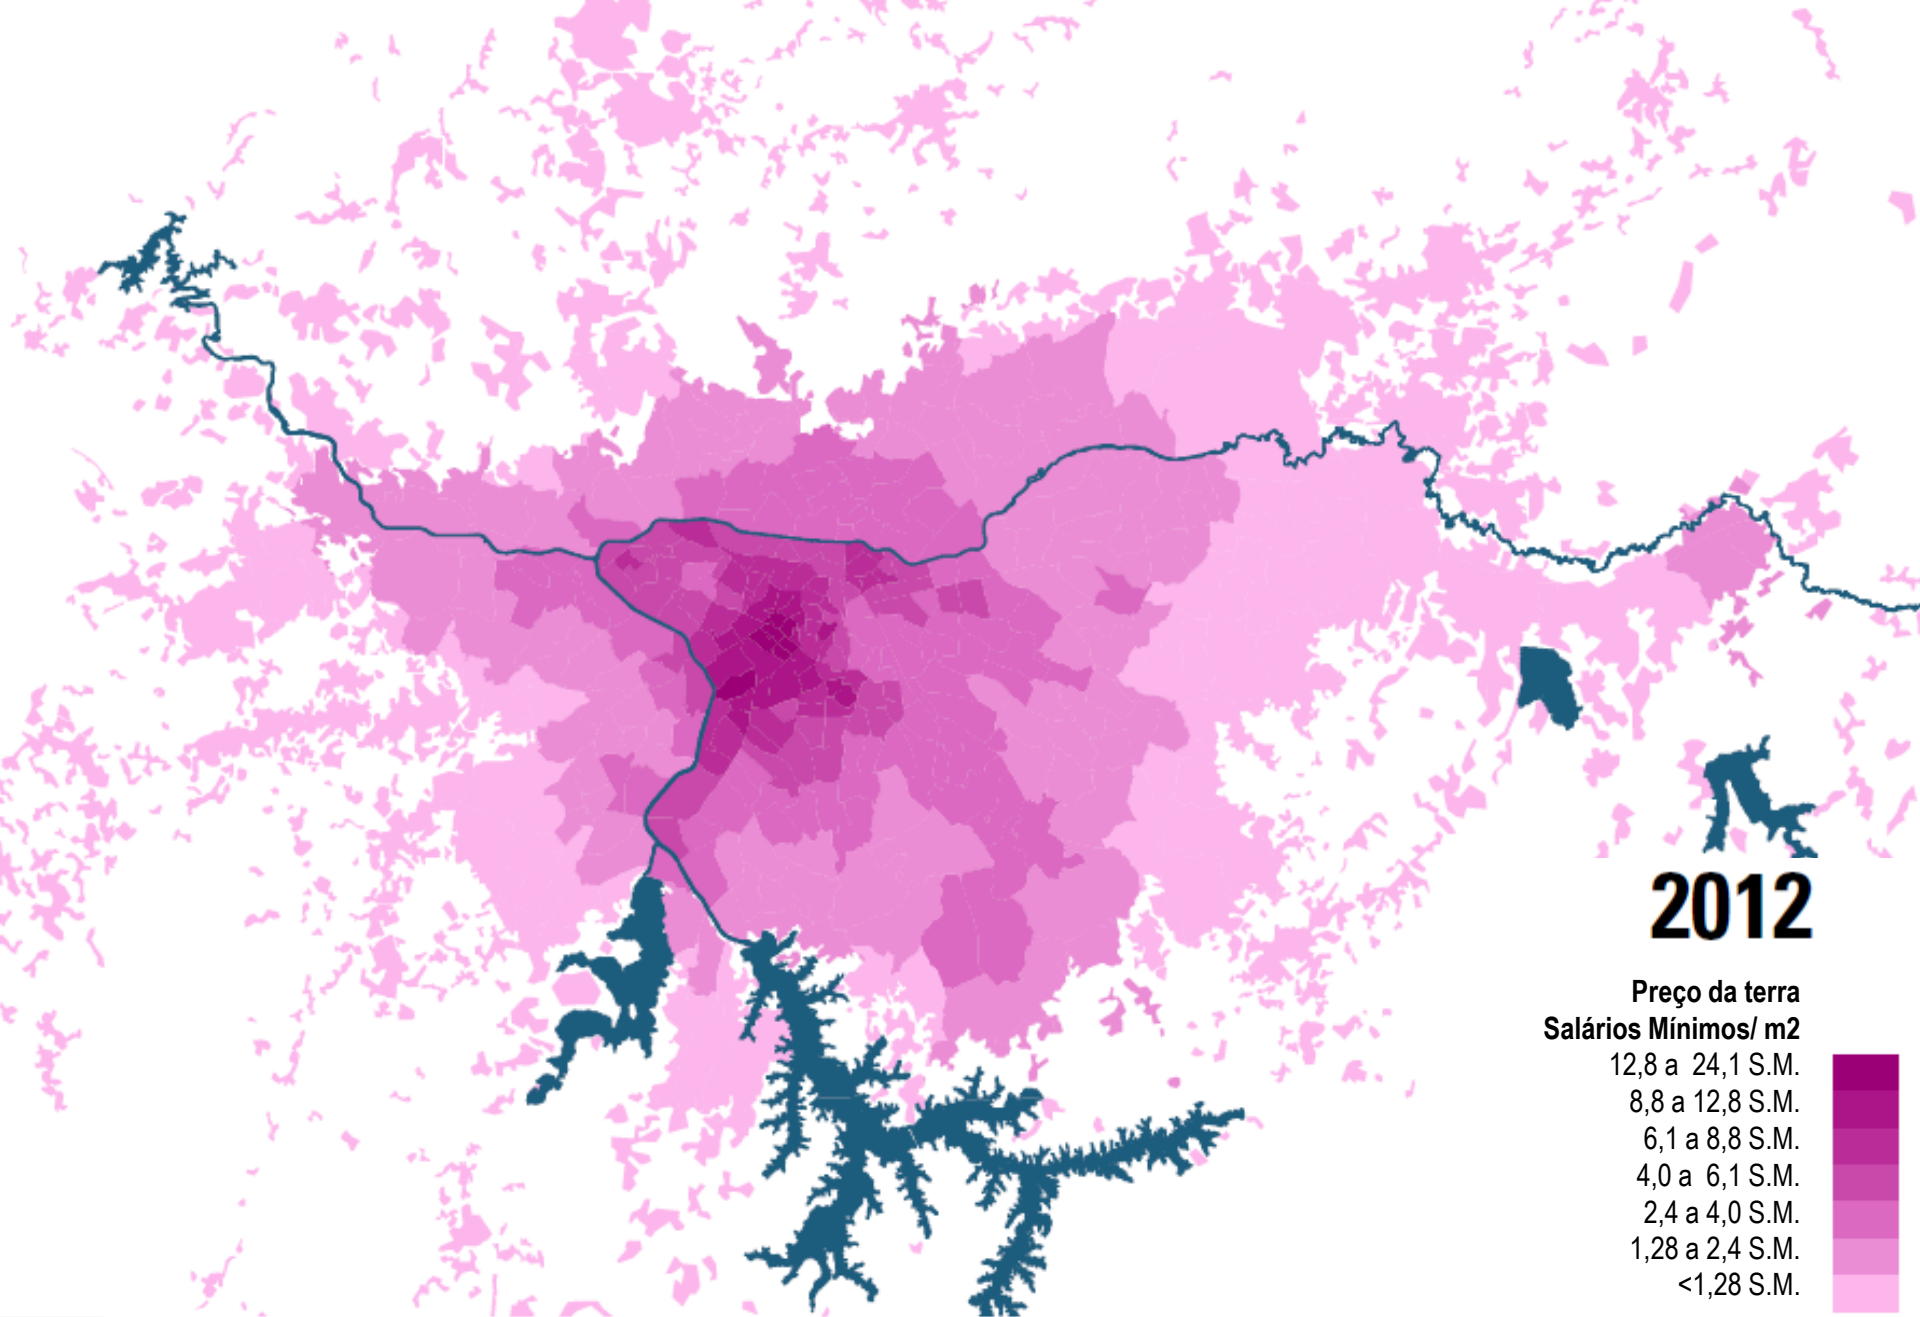 2012
Preço da terra
Salários Mínimos/ m2
12,8 a 24,1 S.M.
8,8 a 12,8 S.M.
6,1 a 8,8 S.M.
4,0 a 6,1 S.M.
2,4 a 4,0 S.M.
1,28 a 2,4 S.M.
<1,28 S.M.